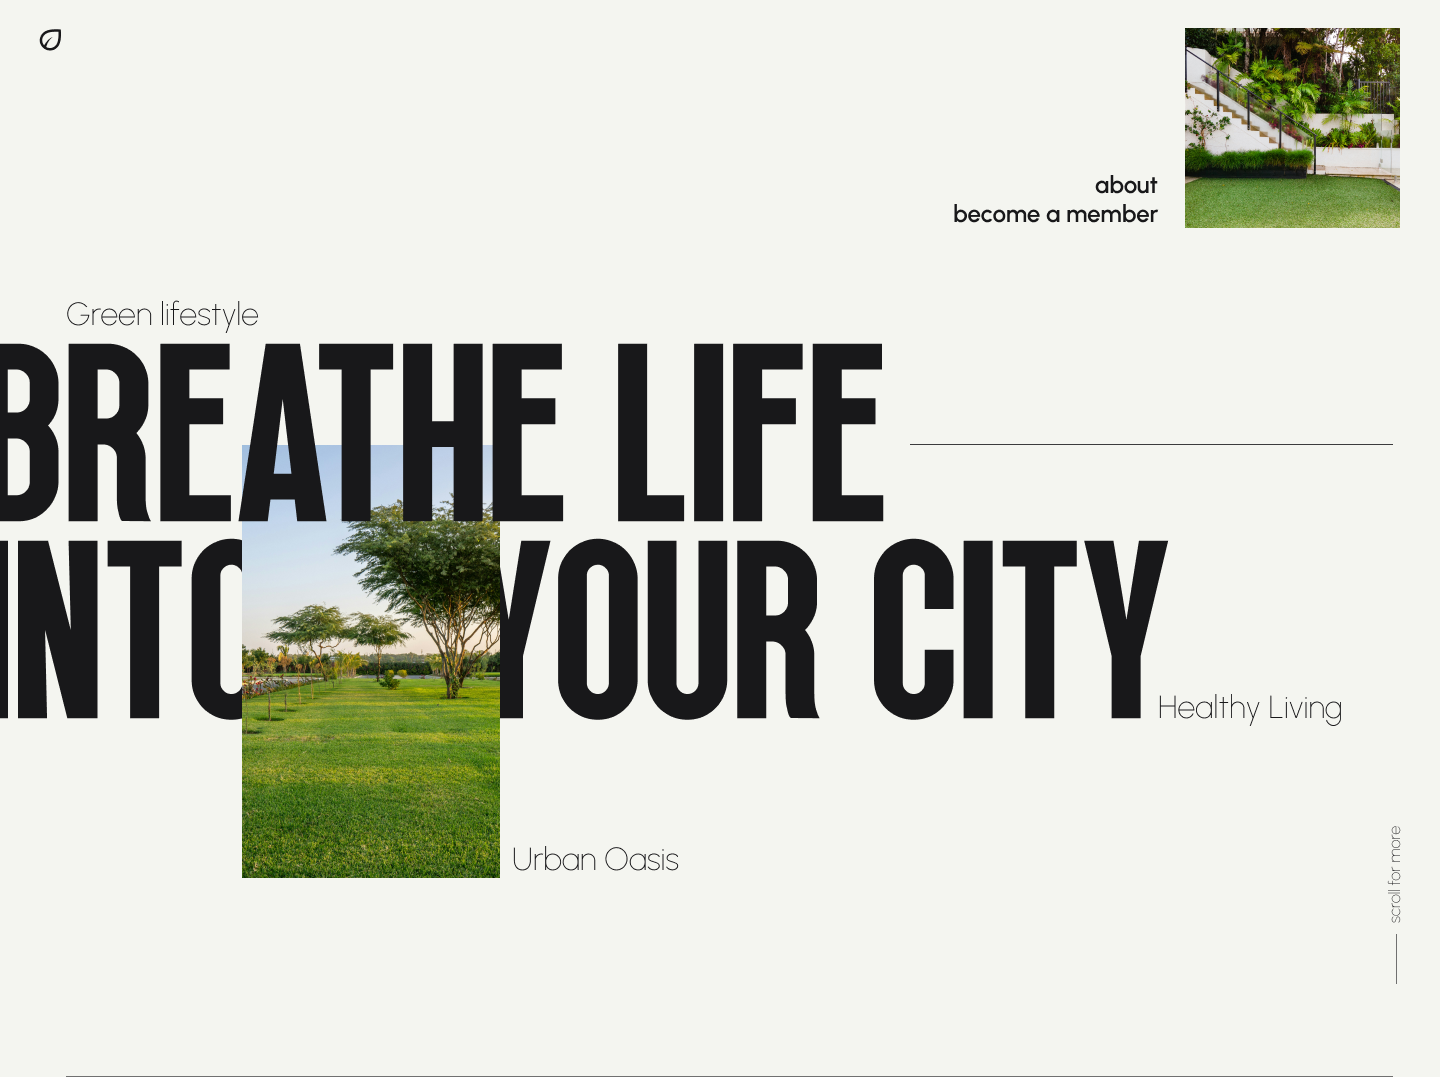 about
become a member
Green lifestyle
BREATHE LIFE
INTO YOUR CITY
Healthy Living
Urban Oasis
scroll for more